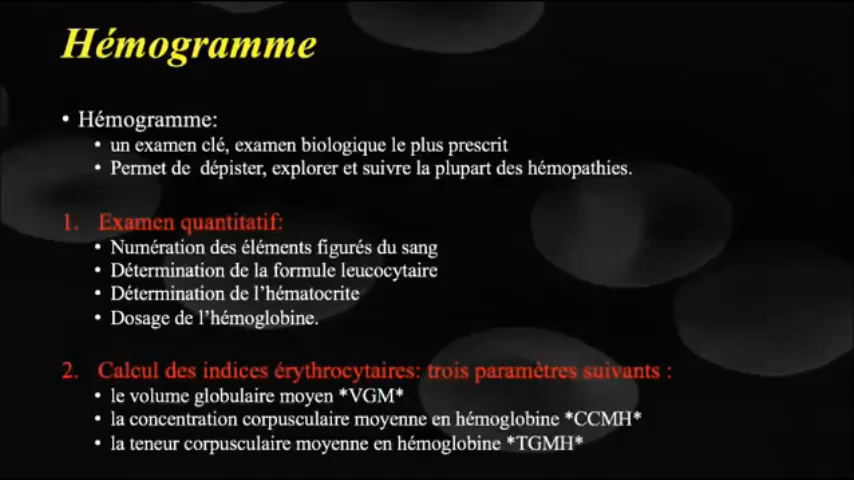 Hémogramme
• Hémogramme:
• un examen clé, examen biologique le plus prescrit
• Permet de dépister, explorer et suivre la plupart des hémopathies.
1. Examen quantitatif:
• Numération des éléments figurés du sang
• Détermination de la formule leucocytaire
• Détermination de l'hématocrite
• Dosage de l'hémoglobine.
2. Calcul des indices érythrocytaires: trois paramètres suivants :
• le volume globulaire moyen *VGM*
• la concentration corpusculaire moyenne en hémoglobine *CCMH*
• la teneur corpusculaire moyenne en hémoglobine *TGMH*